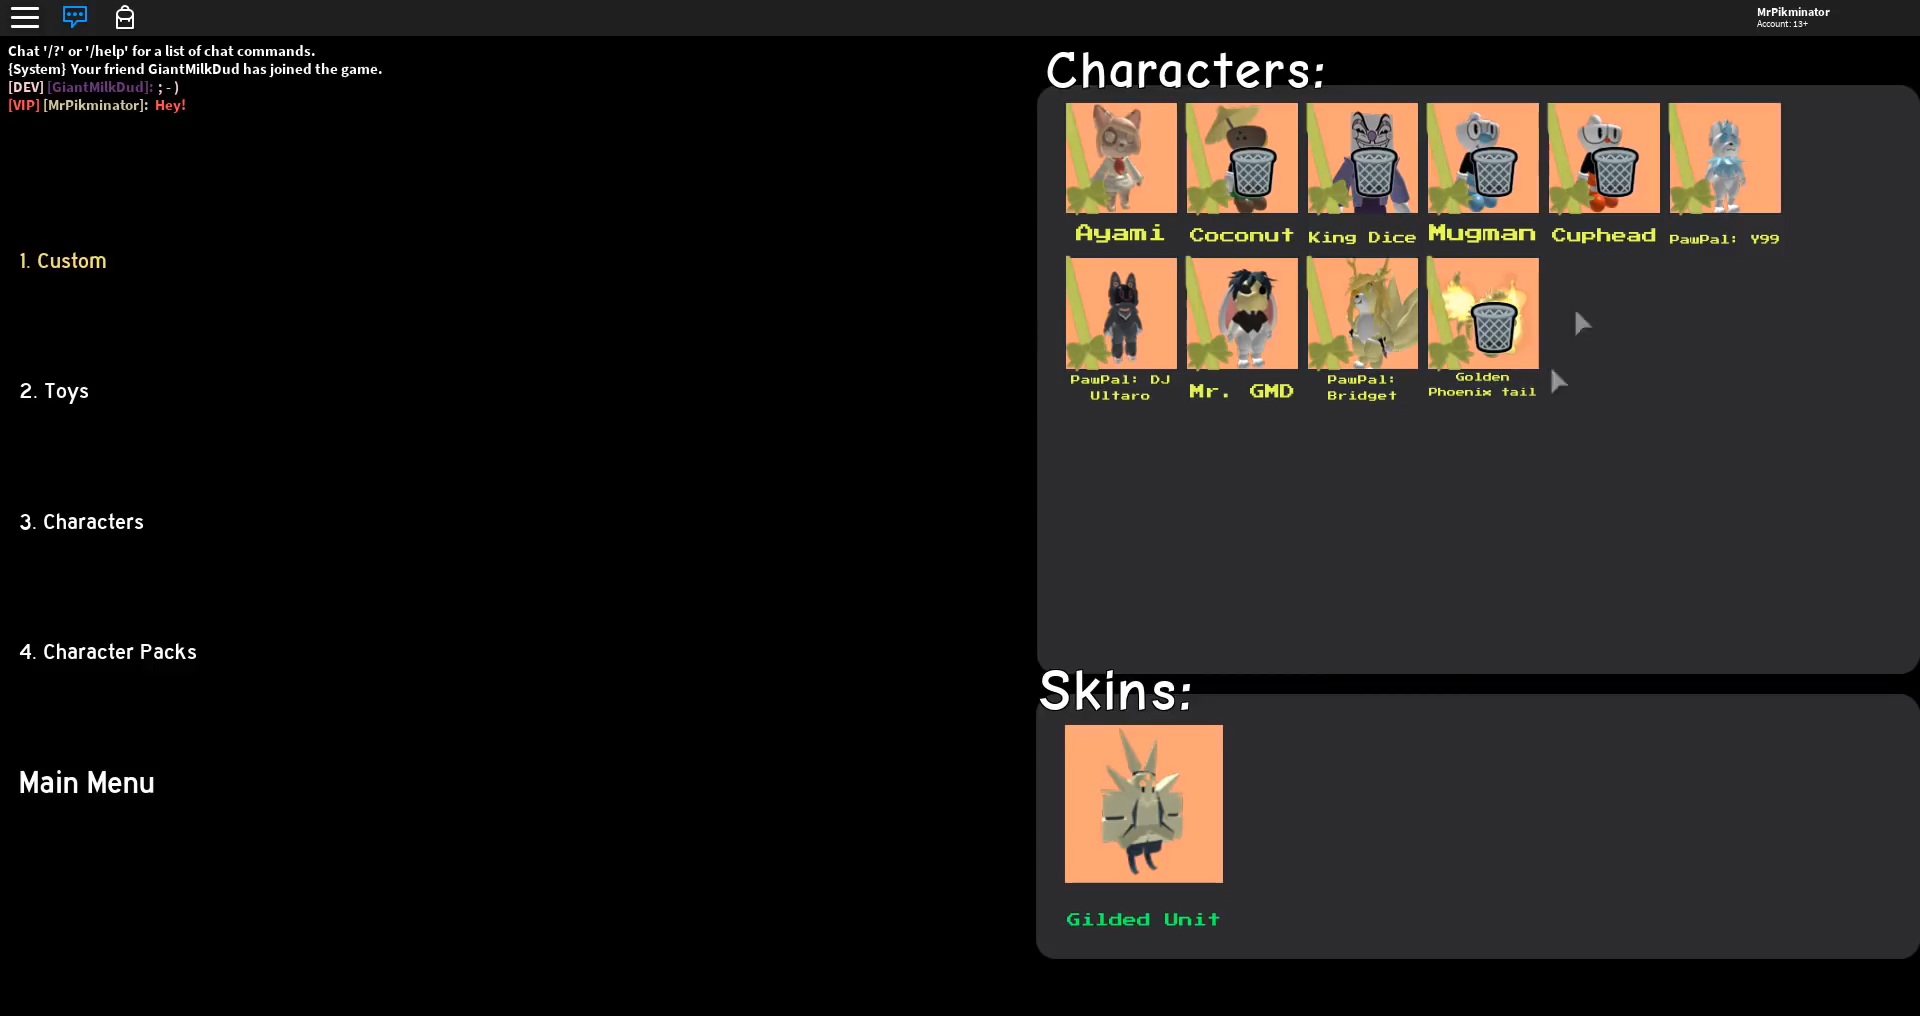 MrPikminator
Account: 13+
Chat '/?' or '/help' for a list of chat commands.
{System} Your friend GiantMilkDud has joined the game.
[DEV] [GiantMilkDud]: ; - )
[VIP] [MrPikminator]: Hey!
1. Custom
2. Toys
3. Characters
4. Character Packs
Main Menu
Characters:
Ayami
Coconut
King Dice
Mugman
Cuphead
PawPal: Y99
PawPal: DJ
Ultaro
Mr. GMD
PawPal:
Bridget
Golden
Phoenix tail
Skins:
Gilded Unit